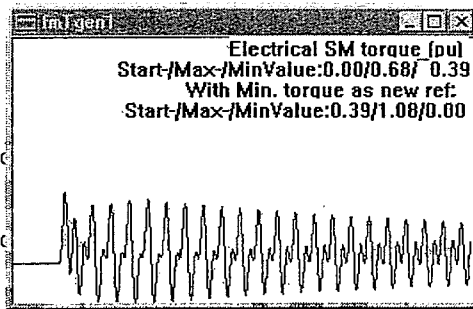 [m1gen1
Electrical SM torque [pu]
Start-/Max-/MinValue:0.00/0.68/ 0.39
With Min. torque as new ref:
Start-/Max-/MinValue:0.39/1.08/0.00